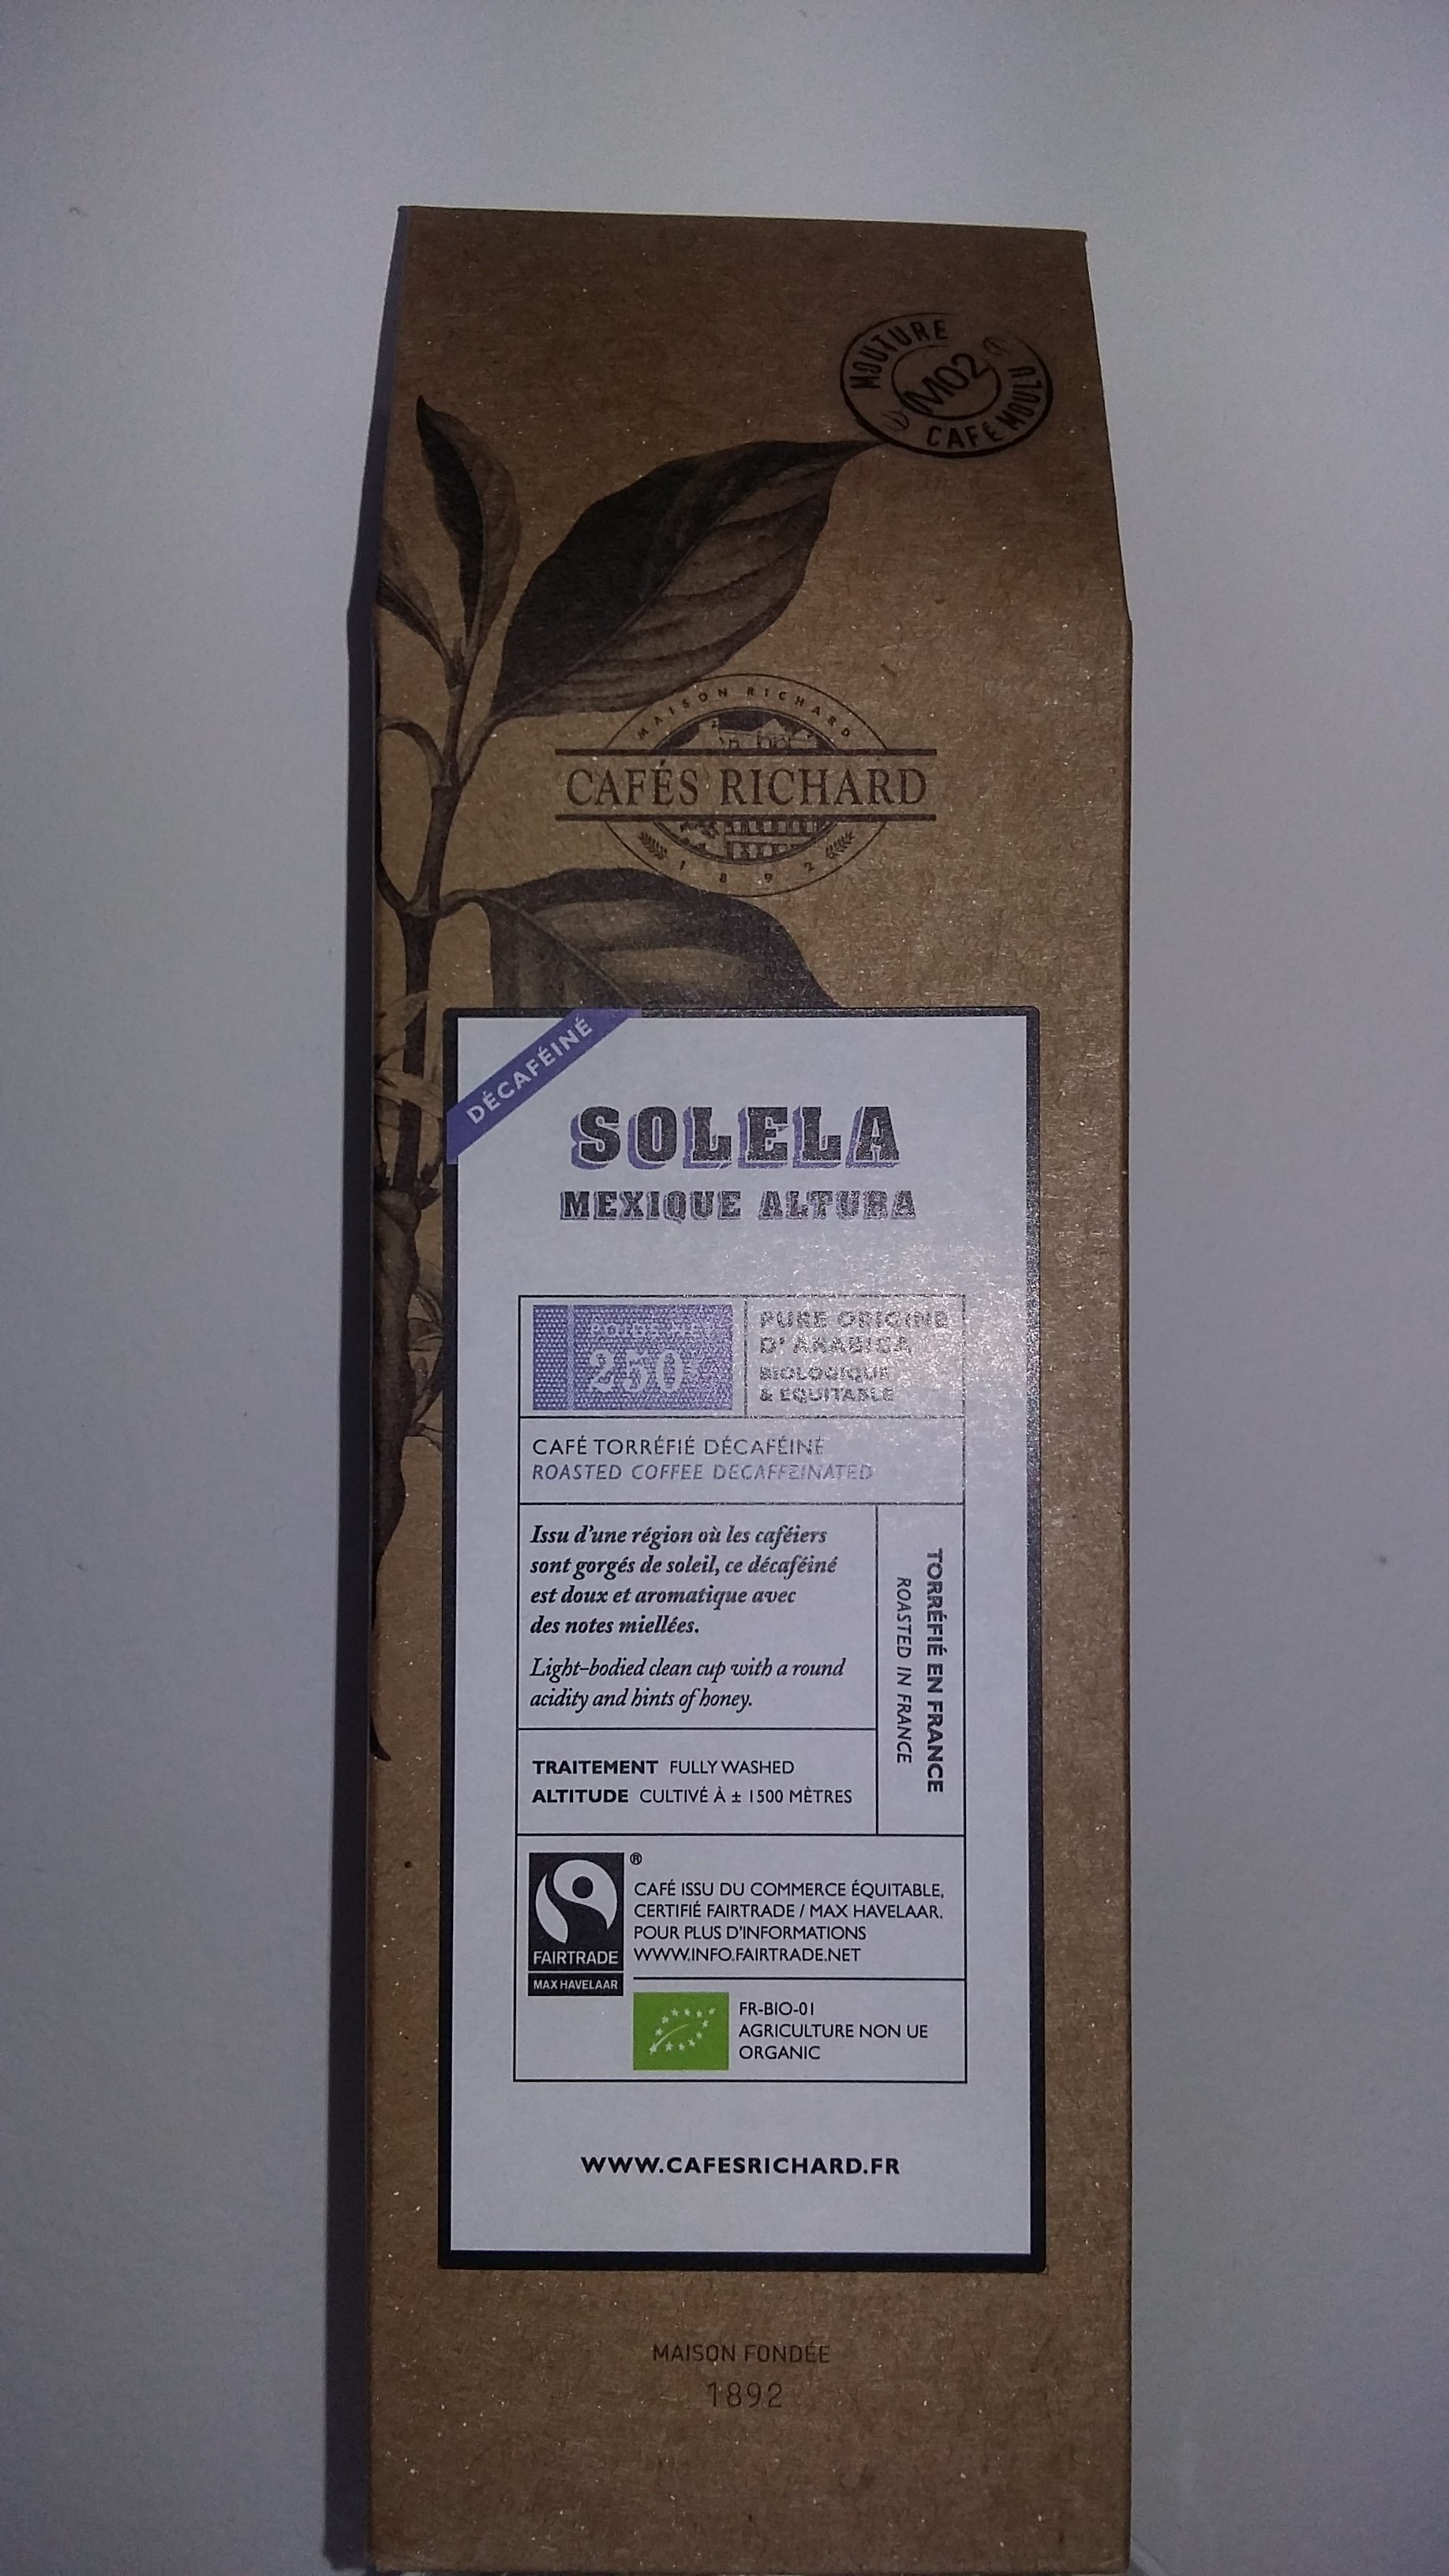 MOUTURE
M02
CAFÉ MOULU
MAISON RICHARD
CAFÉS RICHARD
1892
DÉCAFÉINÉ
SOLELA
MEXIQUE ALTURA
POIDS NET
250
PURE ORIGINE
D'ARABICA
BIOLOGIQUE
& EQUITABLE
CAFÉ TORRÉFIÉ DÉCAFÉINÉ
ROASTED COFFEE DECAFFEINATED
Issu d'une région où les caféiers
sont gorgés de soleil, ce décaféiné
est doux et aromatique avec
des notes miellées.
Light-bodied clean cup with a round
acidity and hints of honey.
TORRÉFIÉ EN FRANCE
ROASTED IN FRANCE
TRAITEMENT FULLY WASHED
ALTITUDE CULTIVÉ À ± 1500 MÈTRES
®
FAIRTRADE
MAX HAVELAAR
CAFÉ ISSU DU COMMERCE ÉQUITABLE,
CERTIFIÉ FAIRTRADE / MAX HAVELAAR.
POUR PLUS D'INFORMATIONS
WWW.INFO.FAIRTRADE.NET
FR-BIO-01
AGRICULTURE NON UE
ORGANIC
WWW.CAFESRICHARD.FR
MAISON FONDÉE
1892